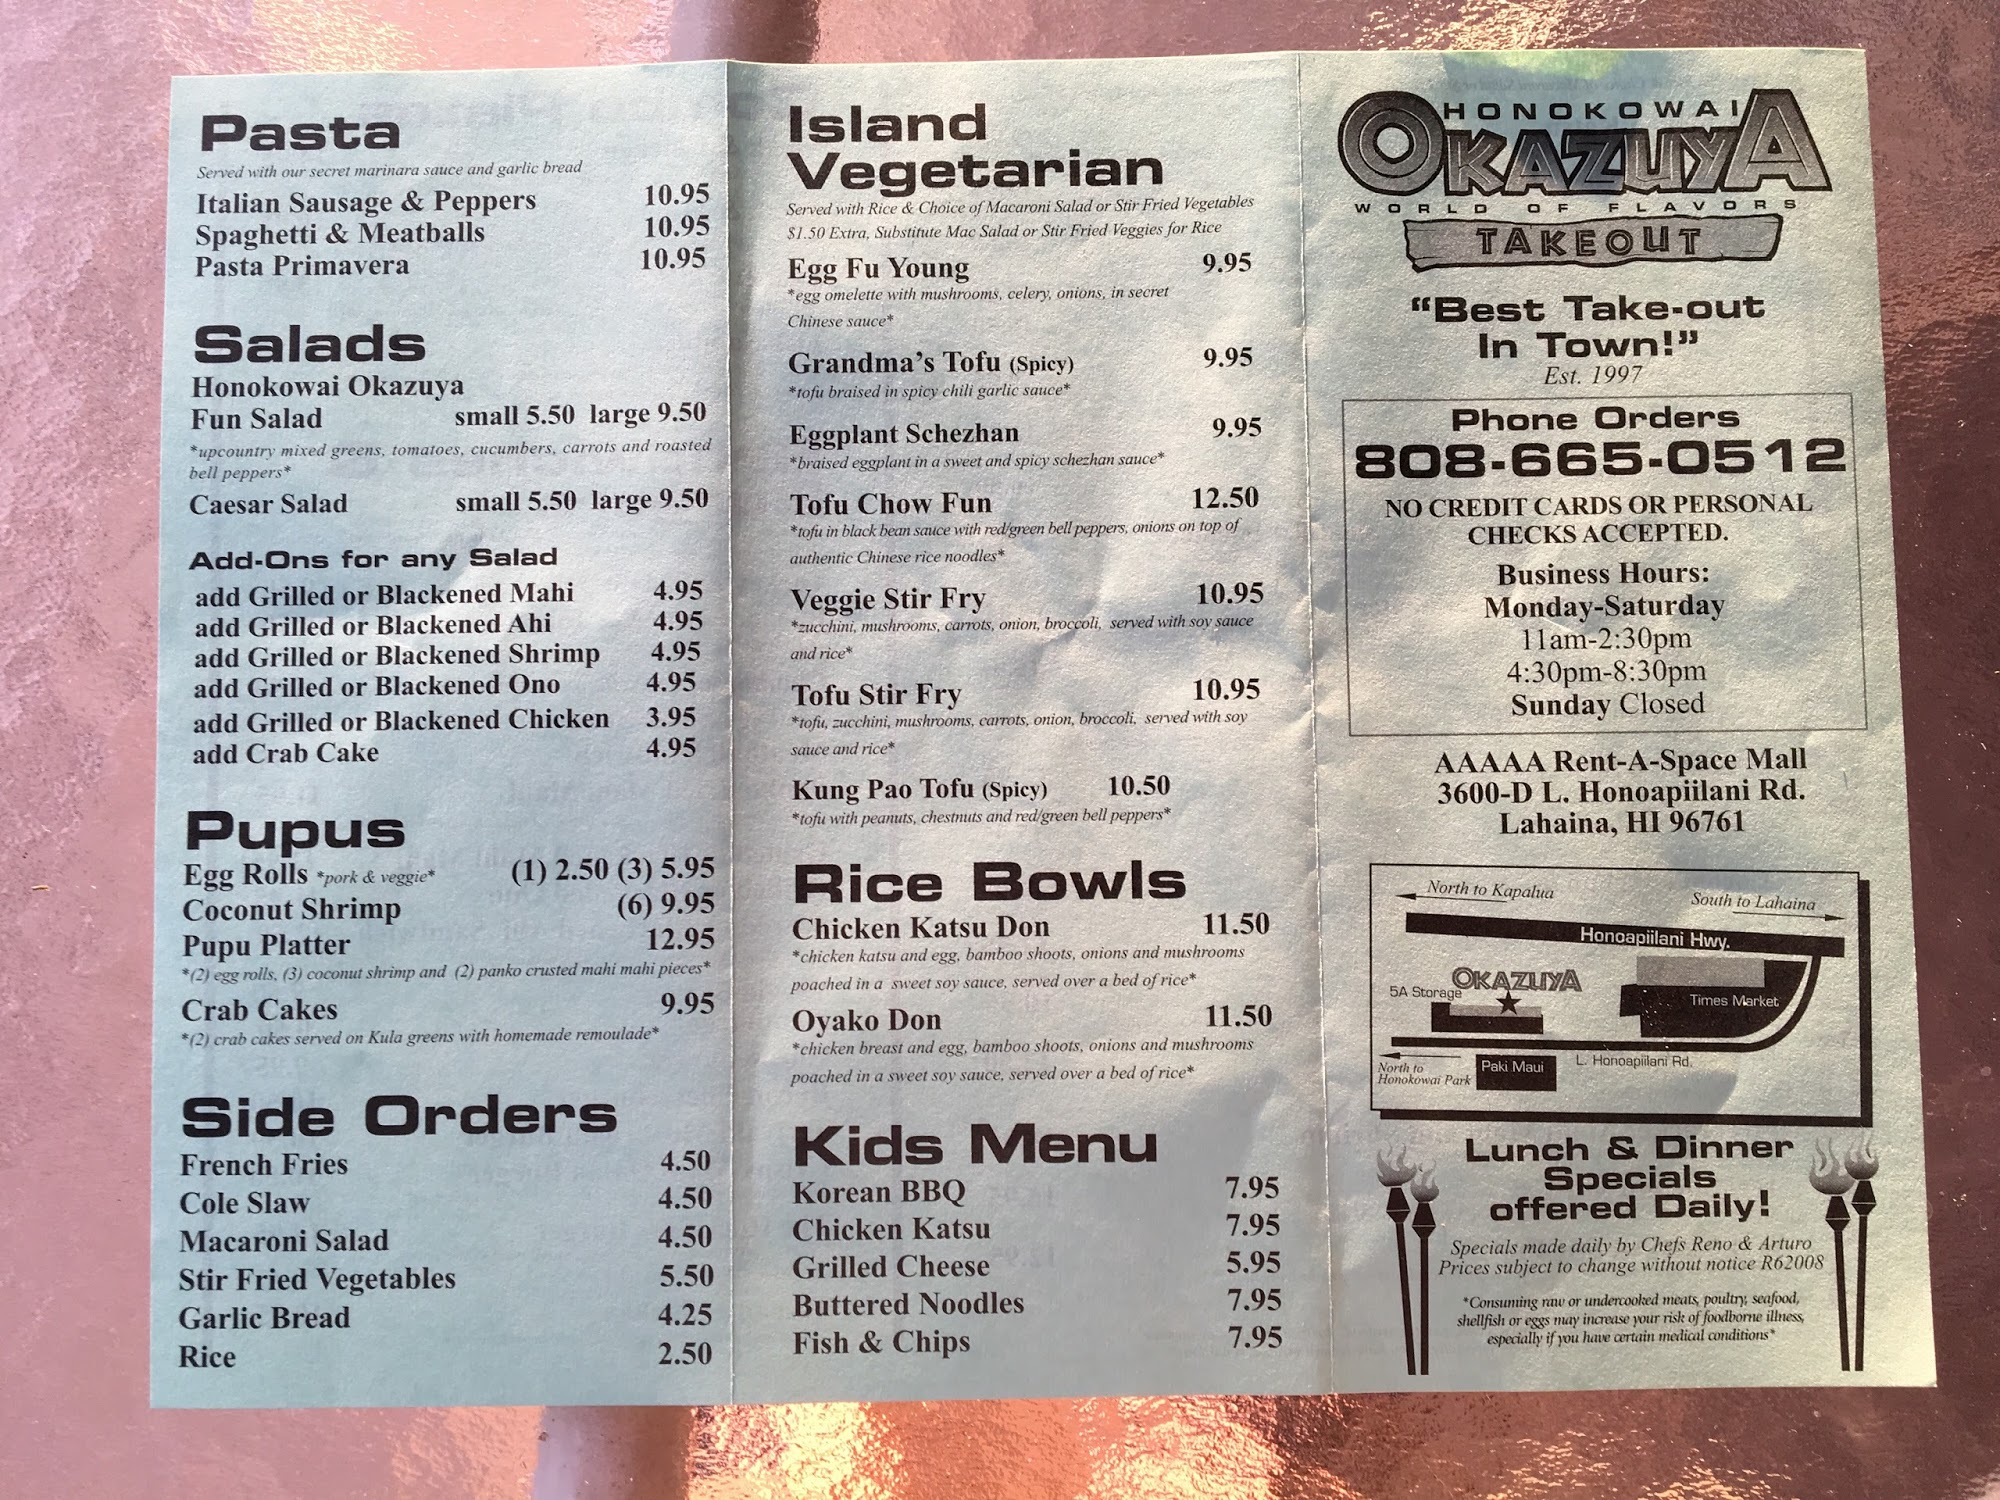 Pasta
Served with our secret marinara sauce and garlic bread
Italian Sausage & Peppers 10.95
Spaghetti & Meatballs 10.95
Pasta Primavera 10.95
Salads
Honokowai Okazuya
Fun Salad small 5.50 large 9.50
*upcountry mixed greens, tomatoes, cucumbers, carrots and roasted
bell peppers*
Caesar Salad small 5.50 large 9.50
Add-Ons for any Salad
add Grilled or Blackened Mahi 4.95
add Grilled or Blackened Ahi 4.95
add Grilled or Blackened Shrimp 4.95
add Grilled or Blackened Ono 4.95
add Grilled or Blackened Chicken 3.95
add Crab Cake 4.95
Pupus
Egg Rolls *pork & veggie* (1) 2.50 (3) 5.95
Coconut Shrimp (6) 9.95
Pupu Platter 12.95
*(2) egg rolls, (3) coconut shrimp and (2) panko crusted mahi mahi pieces*
Crab Cakes 9.95
*(2) crab cakes served on Kula greens with homemade remoulade*
Side Orders
French Fries 4.50
Cole Slaw 4.50
Macaroni Salad 4.50
Stir Fried Vegetables 5.50
Garlic Bread 4.25
Rice 2.50
Island
Vegetarian
Served with Rice & Choice of Macaroni Salad or Stir Fried Vegetables
$1.50 Extra, Substitute Mac Salad or Stir Fried Veggies for Rice
Egg Fu Young 9.95
*egg omelette with mushrooms, celery, onions, in secret
Chinese sauce*
Grandma's Tofu (Spicy) 9.95
*tofu braised in spicy chili garlic sauce*
Eggplant Schezhan 9.95
*braised eggplant in a sweet and spicy schezhan sauce*
Tofu Chow Fun 12.50
*tofu in black bean sauce with red/green bell peppers, onions on top of
authentic Chinese rice noodles*
Veggie Stir Fry 10.95
*zucchini, mushrooms, carrots, onion, broccoli, served with soy sauce
and rice*
Tofu Stir Fry 10.95
*tofu, zucchini, mushrooms, carrots, onion, broccoli, served with soy
sauce and rice*
Kung Pao Tofu (Spicy) 10.50
*tofu with peanuts, chestnuts and red/green bell peppers*
Rice Bowls
Chicken Katsu Don 11.50
*chicken katsu and egg, bamboo shoots, onions and mushrooms
poached in a sweet soy sauce, served over a bed of rice*
Oyako Don 11.50
*chicken breast and egg, bamboo shoots, onions and mushrooms
poached in a sweet soy sauce, served over a bed of rice*
Kids Menu
Korean BBQ 7.95
Chicken Katsu 7.95
Grilled Cheese 5.95
Buttered Noodles 7.95
Fish & Chips 7.95
HONOKOWAI
OKAZUYA
WORLD OF FLAVORS
TAKEOUT
"Best Take-out
In Town!"
Est. 1997
Phone Orders
808-665-0512
NO CREDIT CARDS OR PERSONAL
CHECKS ACCEPTED.
Business Hours:
Monday-Saturday
11am-2:30pm
4:30pm-8:30pm
Sunday Closed
AAAAA Rent-A-Space Mall
3600-D L. Honoapiilani Rd.
Lahaina, HI 96761
North to Kapalua
South to Lahaina
Honoapiilani Hwy.
OKAZUYA
5A Storage
Times Market
L. Honoapiilani Rd.
North to
Honokowai Park
Paki Maui
Lunch & Dinner
Specials
offered Daily!
Specials made daily by Chefs Reno & Arturo
Prices subject to change without notice R62008
*Consuming raw or undercooked meats, poultry, seafood,
shellfish or eggs may increase your risk of foodborne illness,
especially if you have certain medical conditions*